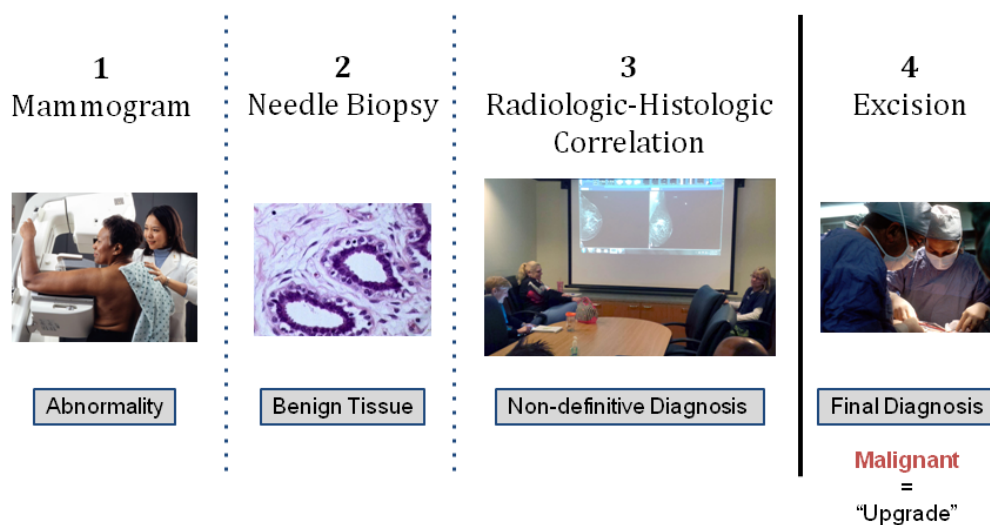 1
Mammogram
Abnormality
2
Needle Biopsy
Benign Tissue
3
Radiologic-Histologic
Correlation
Non-definitive Diagnosis
4
Excision
Final Diagnosis
Malignant
=
“Upgrade”